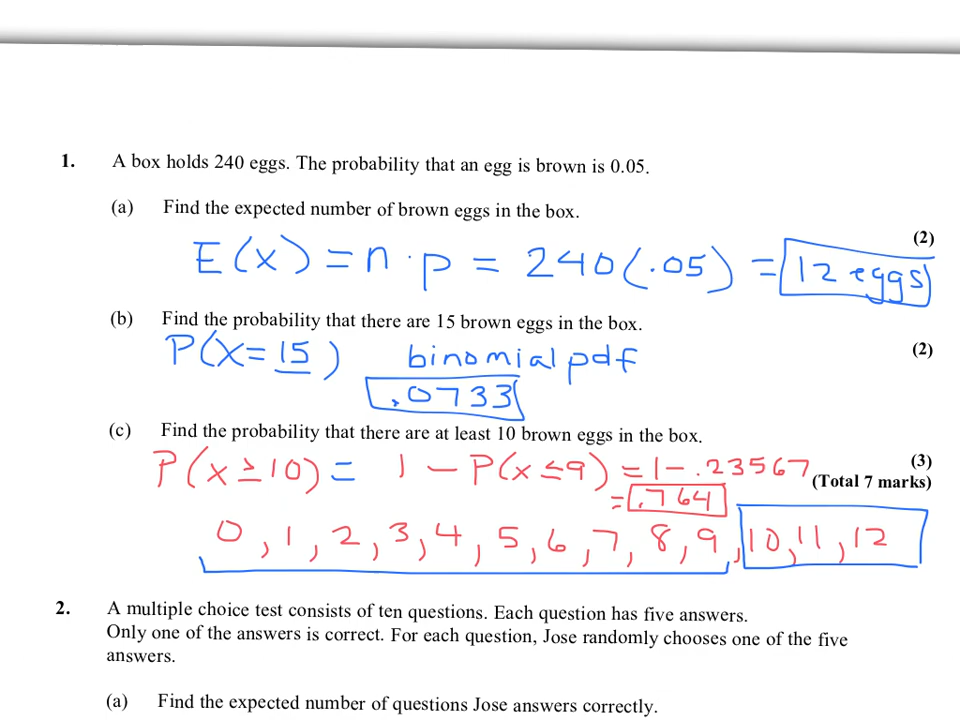 1. A box holds 240 eggs. The probability that an egg is brown is 0.05.
(a) Find the expected number of brown eggs in the box.
(2)
E(x) = n · p = 240(.05) = 12 eggs
(b) Find the probability that there are 15 brown eggs in the box.
(2)
P(x=15) binomial pdf
.0733
(c) Find the probability that there are at least 10 brown eggs in the box.
(3)
P(x≥10) = 1 - P(x≤9) = 1 - .23567
(Total 7 marks)
= .764
0, 1, 2, 3, 4, 5, 6, 7, 8, 9, 10, 11, 12
2. A multiple choice test consists of ten questions. Each question has five answers.
Only one of the answers is correct. For each question, Jose randomly chooses one of the five
answers.
(a) Find the expected number of questions Jose answers correctly.